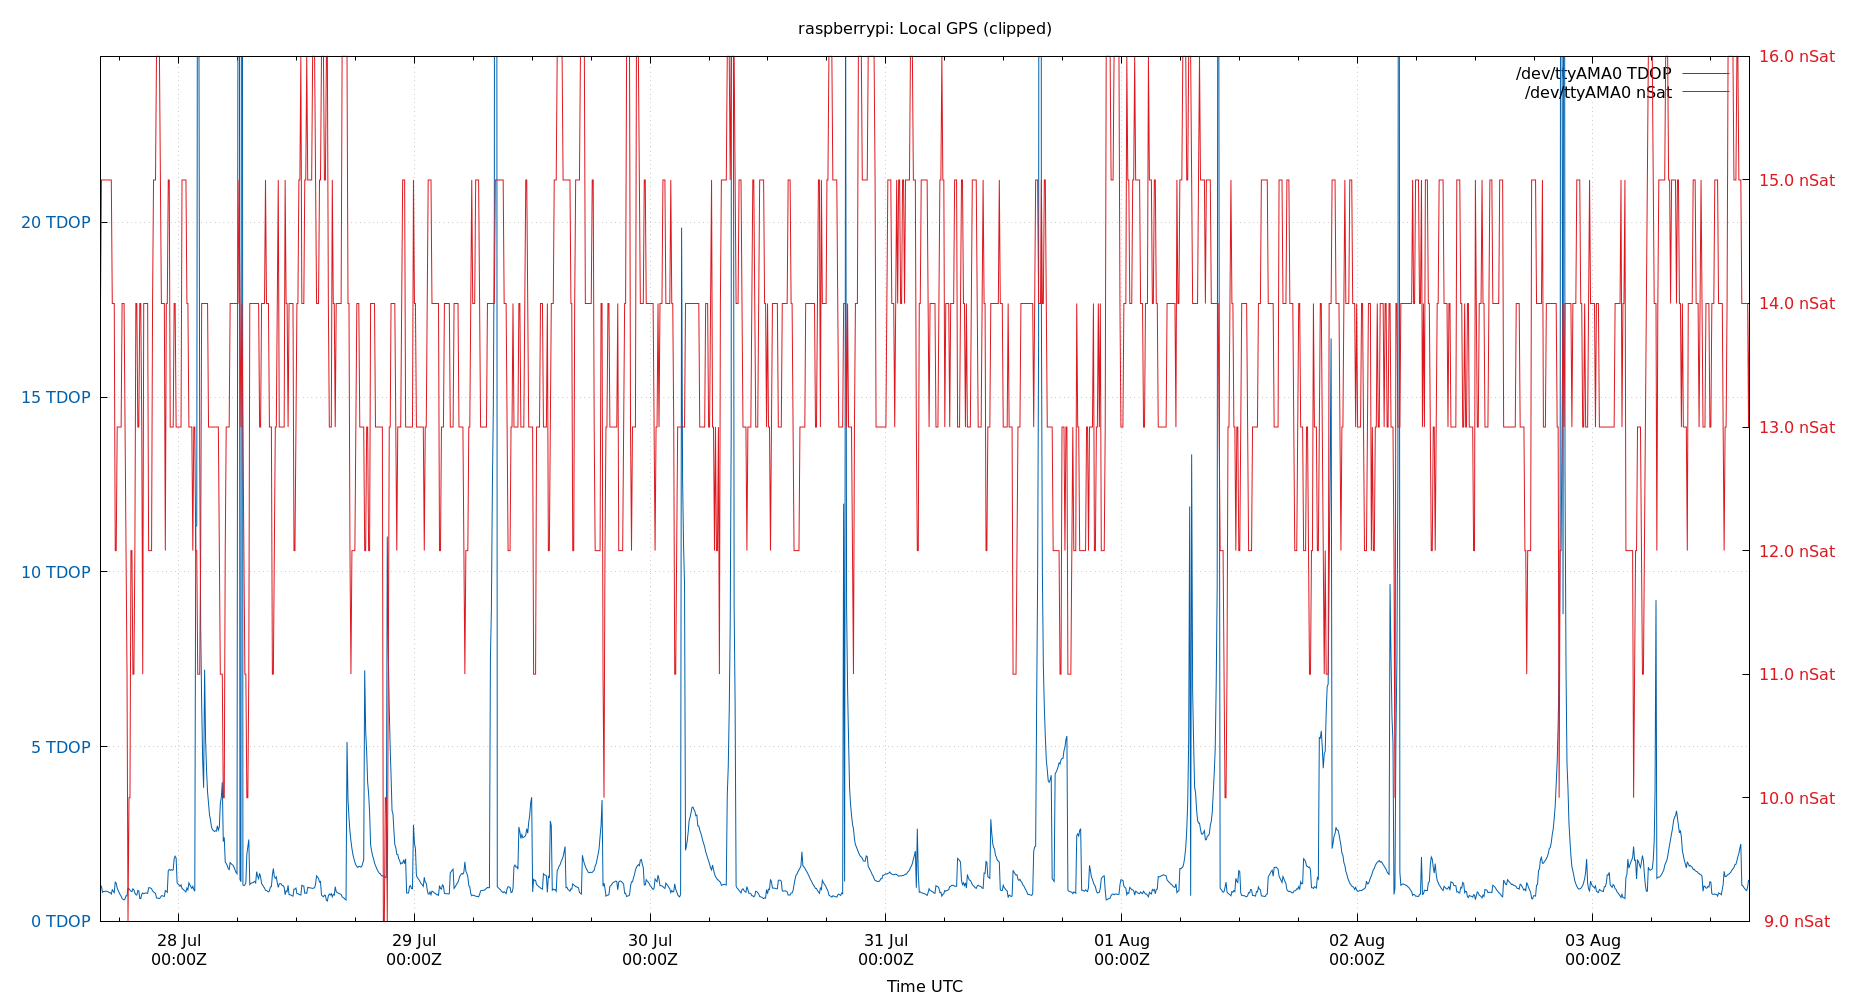 raspberrypi: Local GPS (clipped)
/dev/ttyAMA0 TDOP
/dev/ttyAMA0 nSat
20 TDOP
15 TDOP
10 TDOP
5 TDOP
0 TDOP
16.0 nSat
15.0 nSat
14.0 nSat
13.0 nSat
12.0 nSat
11.0 nSat
10.0 nSat
9.0 nSat
28 Jul
00:00Z
29 Jul
00:00Z
30 Jul
00:00Z
31 Jul
00:00Z
01 Aug
00:00Z
02 Aug
00:00Z
03 Aug
00:00Z
Time UTC